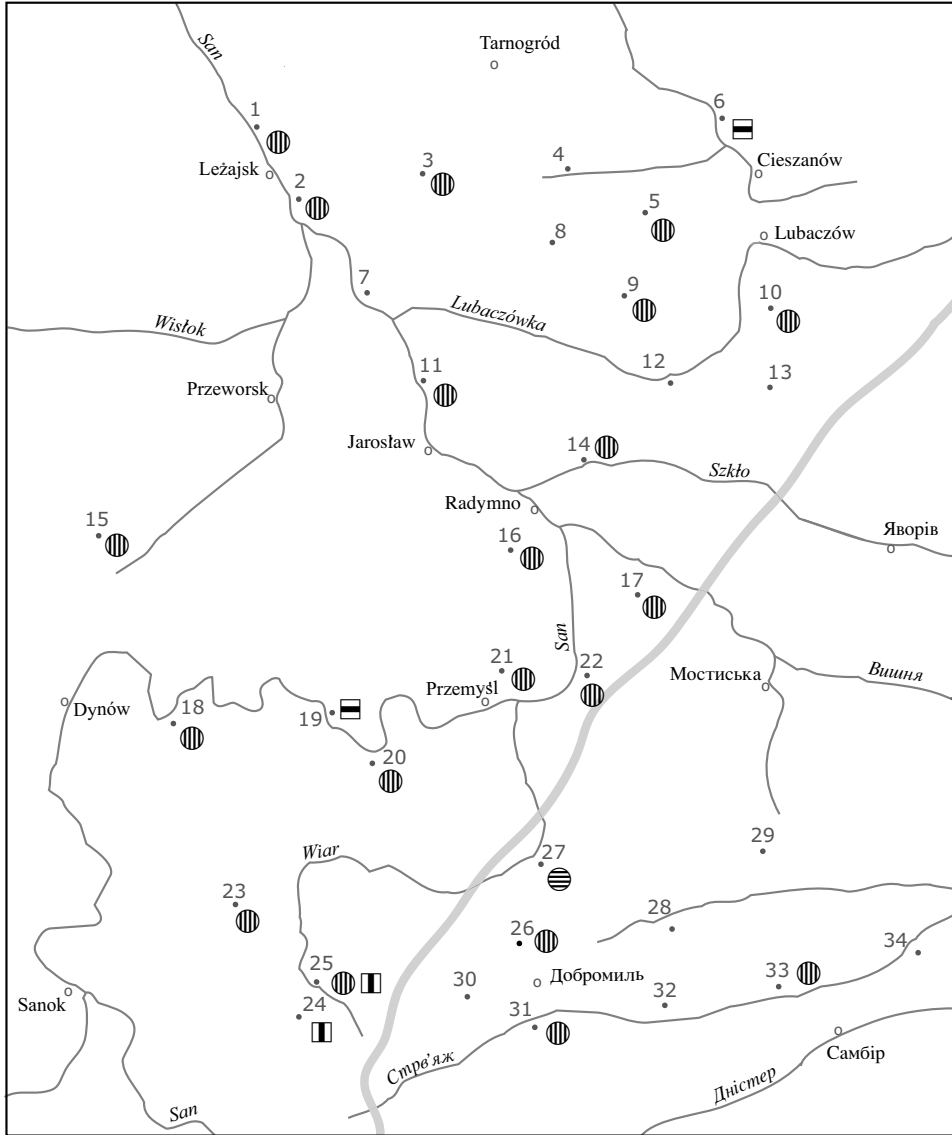 San
Tarnogród
1
6
Leżajsk
3
4
Cieszanów
2
5
8
Lubaczów
7
9
10
Wisłok
Lubaczówka
11
12
13
Przeworsk
Jarosław
14
Szkło
Radymno
15
16
Яворів
17
San
21
22
Мостиська
Вишня
Dynów
18
19
Przemyśl
20
Wiar
27
29
23
28
26
34
25
30
Добромиль
33
Sanok
24
31
32
Стрв'яж
Самбір
San
Дністер